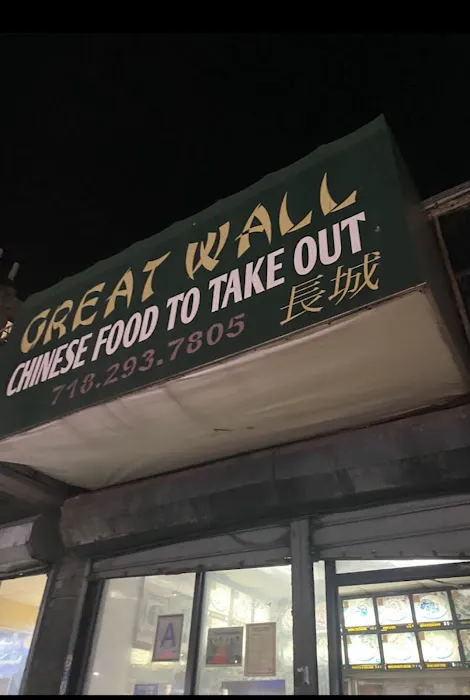 GREAT WALL
CHINESE FOOD TO TAKE OUT
718.293.7805
長城
A